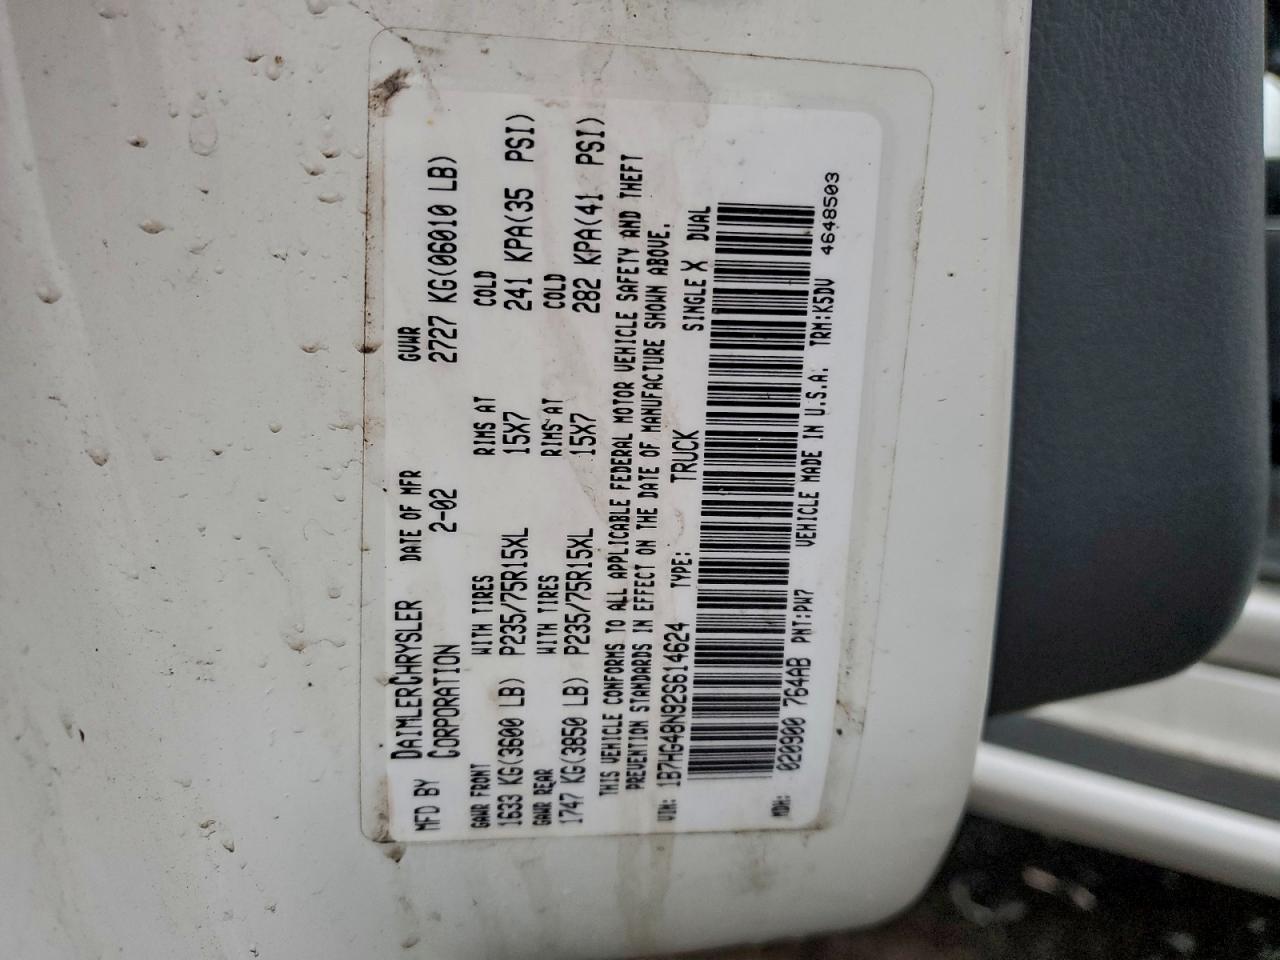 MFD BY DAIMLERCHRYSLER CORPORATION DATE OF MFR 2-02 GVWR 2727 KG(06010 LB)
GAWR FRONT WITH TIRES RIMS AT COLD
1633 KG(3600 LB) P235/75R15XL 15X7 241 KPA(35 PSI)
GAWR REAR WITH TIRES RIMS AT COLD
1747 KG(3850 LB) P235/75R15XL 15X7 282 KPA(41 PSI)
THIS VEHICLE CONFORMS TO ALL APPLICABLE FEDERAL MOTOR VEHICLE SAFETY AND THEFT
PREVENTION STANDARDS IN EFFECT ON THE DATE OF MANUFACTURE SHOWN ABOVE.
VIN: 1B7HG48N92S614624 TYPE: TRUCK SINGLE X DUAL
MDH: 020900 764AB PNT:PW7 VEHICLE MADE IN U.S.A. TRM:K5DV 4648503